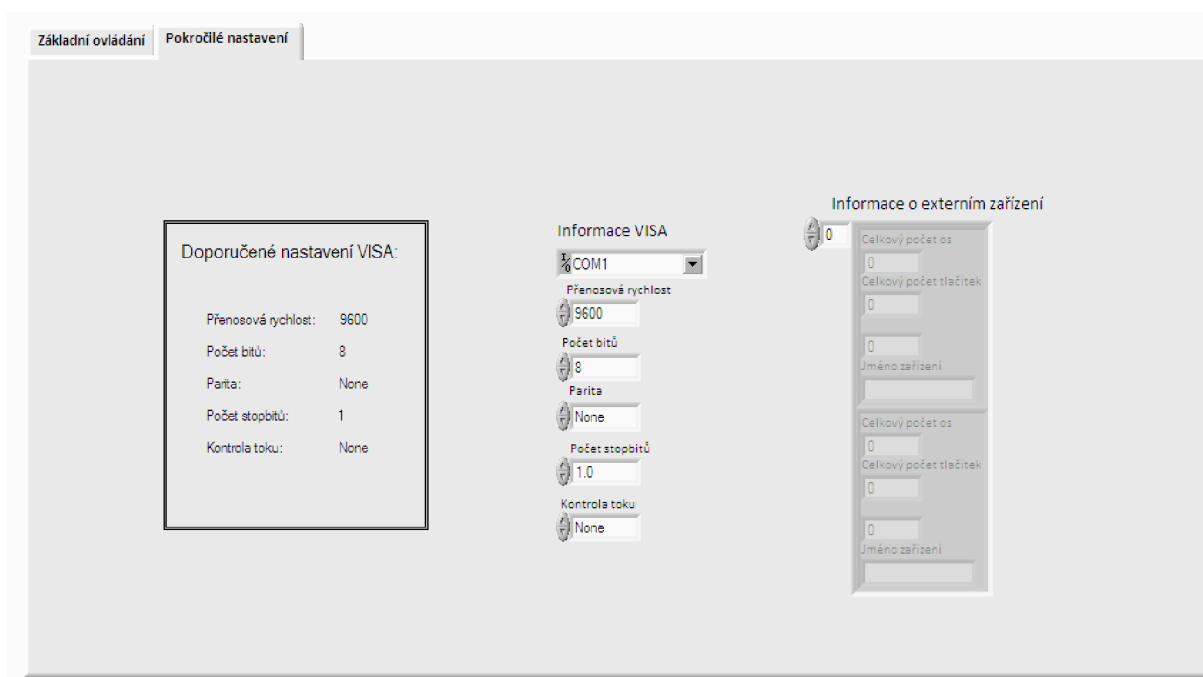 Základní ovládání
Pokročilé nastavení
Doporučené nastavení VISA:
Přenosová rychlost: 9600
Počet bitů: 8
Parita: None
Počet stopbitů: 1
Kontrola toku: None
Informace VISA
I/O COM1
Přenosová rychlost
9600
Počet bitů
8
Parita
None
Počet stopbitů
1.0
Kontrola toku
None
Informace o externím zařízení
0
Celkový počet os
0
Celkový počet tlačítek
0
0
Jméno zařízení
Celkový počet os
0
Celkový počet tlačítek
0
0
Jméno zařízení